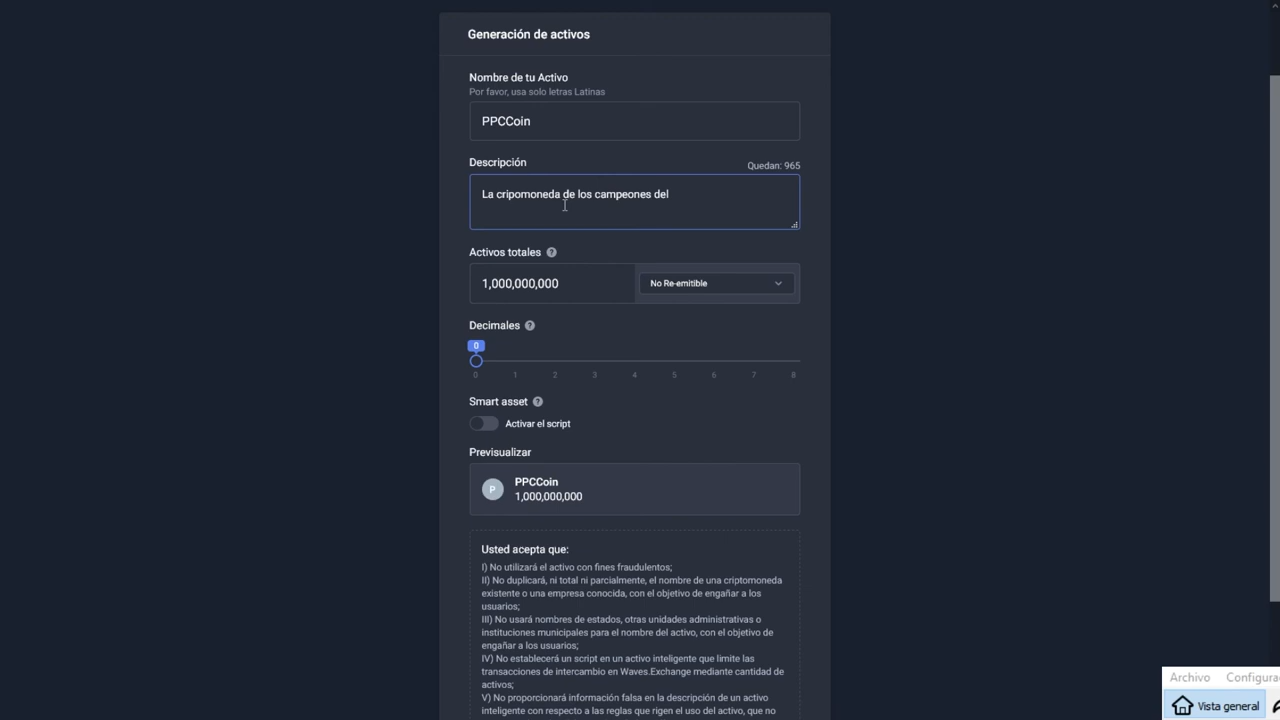 Generación de activos
Nombre de tu Activo
Por favor, usa solo letras Latinas
PPCCoin
Descripción
Quedan: 965
La cripomoneda de los campeones del
Activos totales ?
1,000,000,000
No Re-emitible
Decimales ?
0
0 1 2 3 4 5 6 7 8
Smart asset ?
Activar el script
Previsualizar
P
PPCCoin
1,000,000,000
Usted acepta que:
I) No utilizará el activo con fines fraudulentos;
II) No duplicará, ni total ni parcialmente, el nombre de una criptomoneda
existente o una empresa conocida, con el objetivo de engañar a los
usuarios;
III) No usará nombres de estados, otras unidades administrativas o
instituciones municipales para el nombre del activo, con el objetivo de
engañar a los usuarios;
IV) No establecerá un script en un activo inteligente que limite las
transacciones de intercambio en Waves.Exchange mediante cantidad de
activos;
V) No proporcionará información falsa en la descripción de un activo
inteligente con respecto a las reglas que rigen el uso del activo, que no
Archivo Configura
Vista general